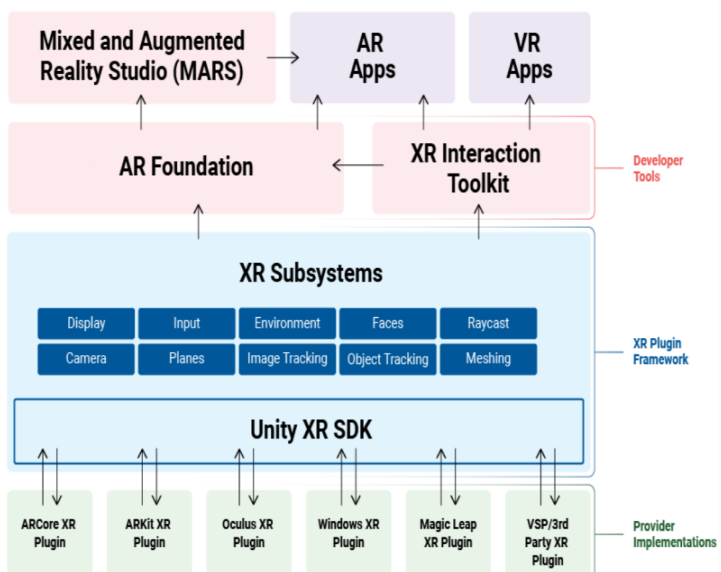 Mixed and Augmented
Reality Studio (MARS)
AR
Apps
VR
Apps
AR Foundation
XR Interaction
Toolkit
Developer
Tools
XR Subsystems
Display
Input
Environment
Faces
Raycast
Camera
Planes
Image Tracking
Object Tracking
Meshing
XR Plugin
Framework
Unity XR SDK
ARCore XR
Plugin
ARKit XR
Plugin
Oculus XR
Plugin
Windows XR
Plugin
Magic Leap
XR Plugin
VSP/3rd
Party XR
Plugin
Provider
Implementations